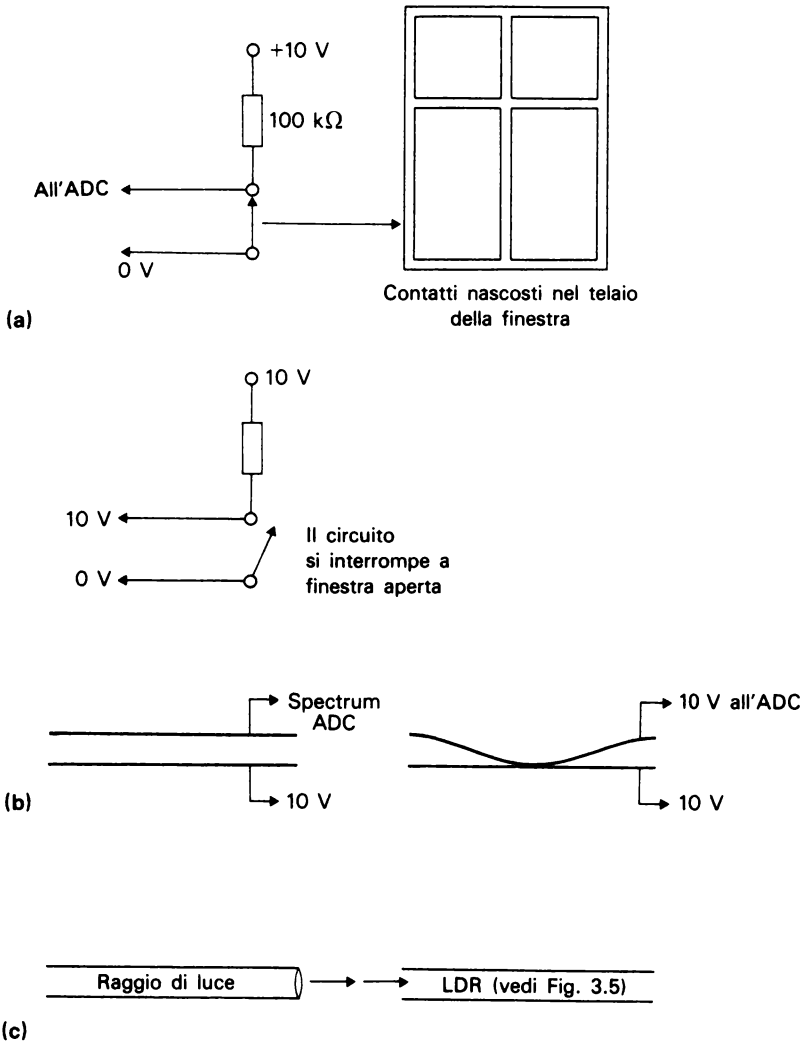 +10 V
100 kΩ
All'ADC
0 V
Contatti nascosti nel telaio
della finestra
(a)
10 V
10 V
0 V
Il circuito
si interrompe a
finestra aperta
Spectrum
ADC
10 V
10 V all'ADC
10 V
(b)
Raggio di luce
LDR (vedi Fig. 3.5)
(c)